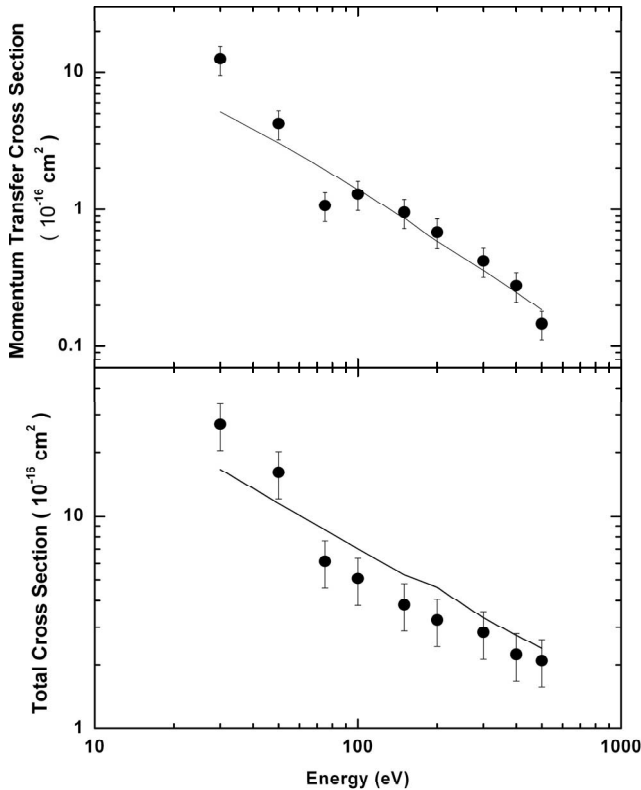 Momentum Transfer Cross Section
( 10⁻¹⁶ cm²)
10
1
0.1
Total Cross Section ( 10⁻¹⁶ cm²)
10
1
10 100 1000
Energy (eV)